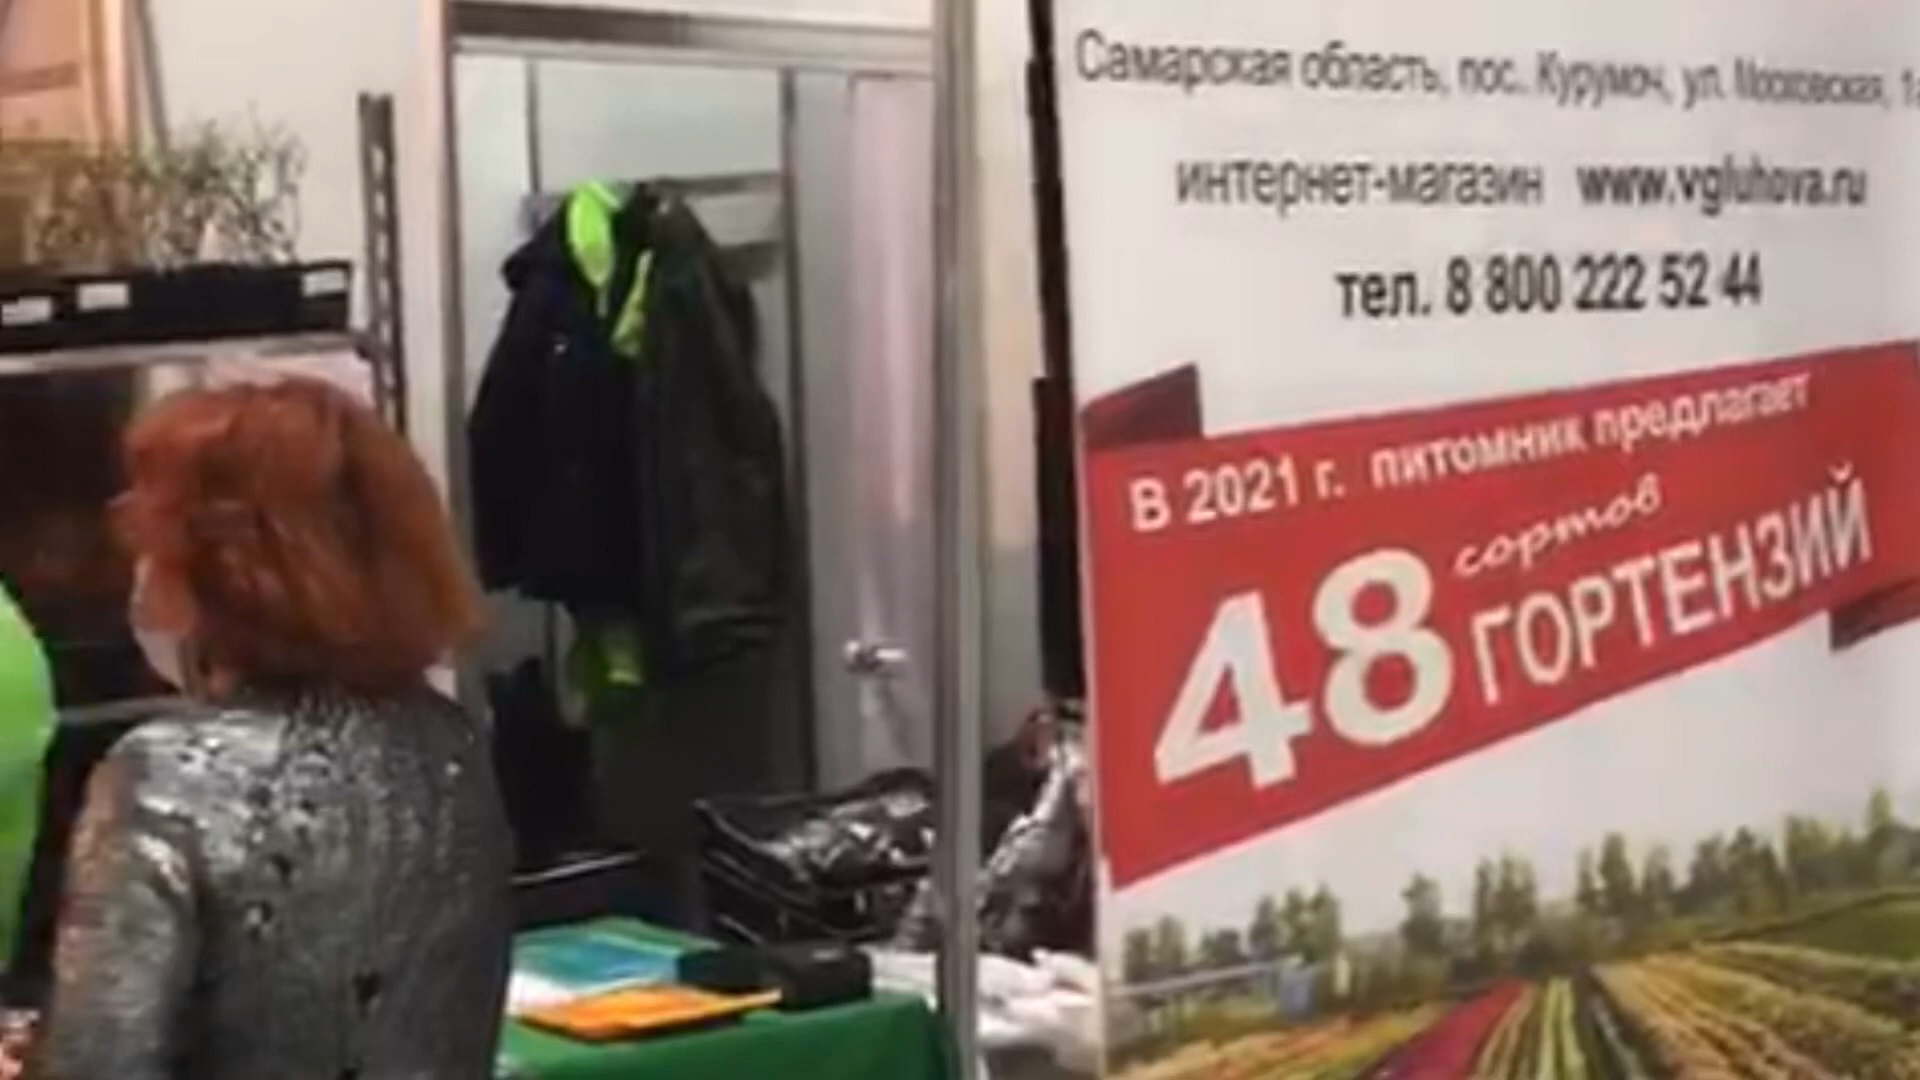 Самарская область, пос. Курумоч, ул. Московская, 1а
интернет-магазин www.vgluhova.ru
тел. 8 800 222 52 44
В 2021 г. питомник предлагает
48 сортов
ГОРТЕНЗИЙ